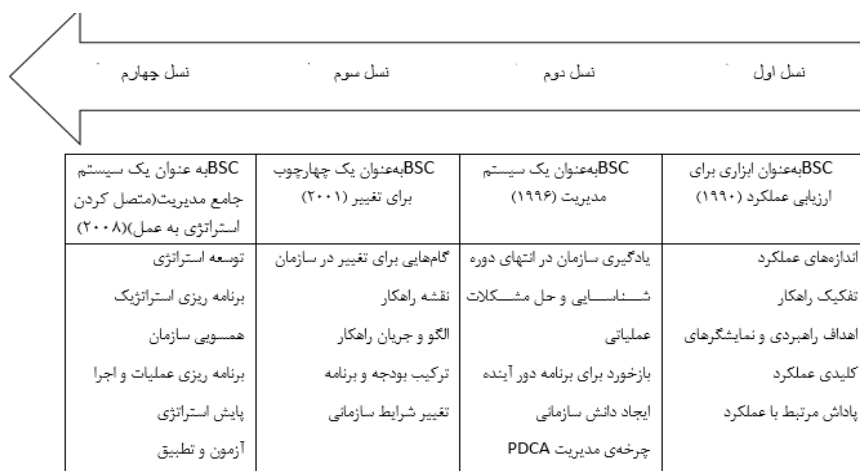 نسل اول
نسل دوم
نسل سوم
نسل چهارم
BSCبه‌عنوان ابزاری برای
ارزیابی عملکرد (۱۹۹۰)
BSCبه‌عنوان یک سیستم
مدیریت (۱۹۹۶)
BSCبه‌عنوان یک چهارچوب
برای تغییر (۲۰۰۱)
BSCبه عنوان یک سیستم
جامع مدیریت(متصل کردن
استراتژی به عمل)(۲۰۰۸)
اندازه‌های عملکرد
تفکیک راهکار
اهداف راهبردی و نمایشگرهای
کلیدی عملکرد
پاداش مرتبط با عملکرد
یادگیری سازمان در انتهای دوره
شناسایی و حل مشکلات
عملیاتی
بازخورد برای برنامه دور آینده
ایجاد دانش سازمانی
چرخه‌ی مدیریت PDCA
گام‌هایی برای تغییر در سازمان
نقشه راهکار
الگو و جریان راهکار
ترکیب بودجه و برنامه
تغییر شرایط سازمانی
توسعه استراتژی
برنامه ریزی استراتژیک
همسویی سازمان
برنامه ریزی عملیات و اجرا
پایش استراتژی
آزمون و تطبیق